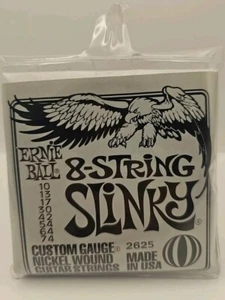 ERNIE
BALL
8-STRING
SLINKY
10
13
17
30
42
54
64
74
CUSTOM GAUGE® 2625
NICKEL WOUND
GUITAR STRINGS
MADE
IN USA